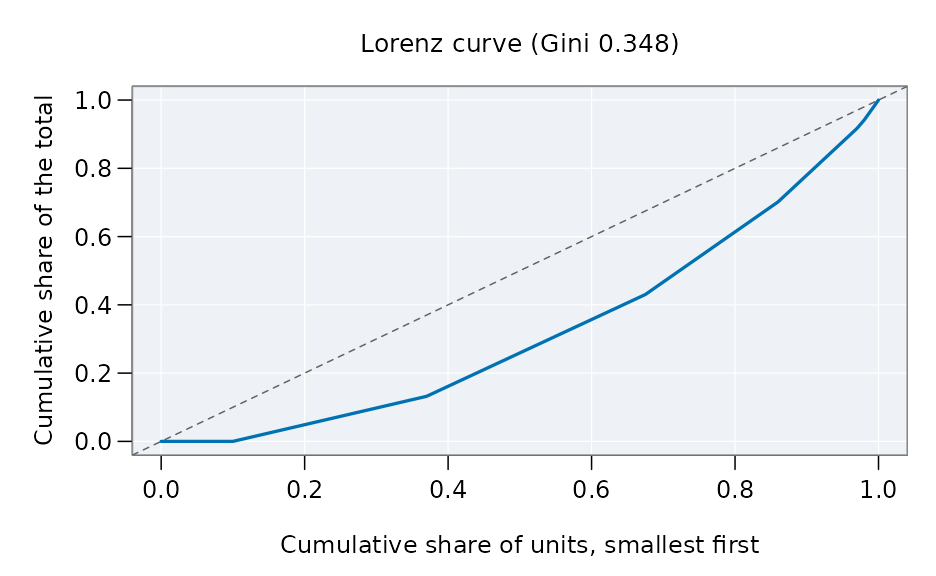 Lorenz curve (Gini 0.348)
Cumulative share of the total
1.0
0.8
0.6
0.4
0.2
0.0
0.0 0.2 0.4 0.6 0.8 1.0
Cumulative share of units, smallest first